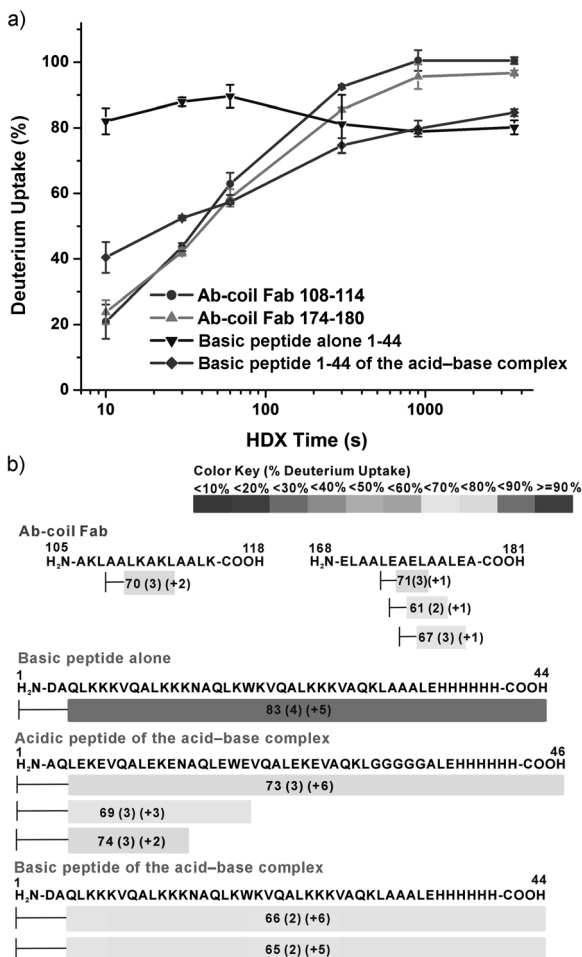 a)
100
80
60
40
20
0
Deuterium Uptake (%)
Ab-coil Fab 108-114
Ab-coil Fab 174-180
Basic peptide alone 1-44
Basic peptide 1-44 of the acid–base complex
10 100 1000
HDX Time (s)
b)
Color Key (% Deuterium Uptake)
<10% <20% <30% <40% <50% <60% <70% <80% <90% >=90%
Ab-coil Fab
105 118 168 181
H2N-AKLAALKAKLAALK-COOH H2N-ELAALEAELAALEA-COOH
70 (3) (+2) 71(3)(+1)
61 (2) (+1)
67 (3) (+1)
Basic peptide alone
1 44
H2N-DAQLKKKVQALKKKNAQLKWKVQALKKKVAQKLAAALEHHHHHH-COOH
83 (4) (+5)
Acidic peptide of the acid–base complex
1 46
H2N-AQLEKEVQALEKENAQLEWEVQALEKEVAQKLGGGGGALEHHHHHH-COOH
73 (3) (+6)
69 (3) (+3)
74 (3) (+2)
Basic peptide of the acid–base complex
1 44
H2N-DAQLKKKVQALKKKNAQLKWKVQALKKKVAQKLAAALEHHHHHH-COOH
66 (2) (+6)
65 (2) (+5)